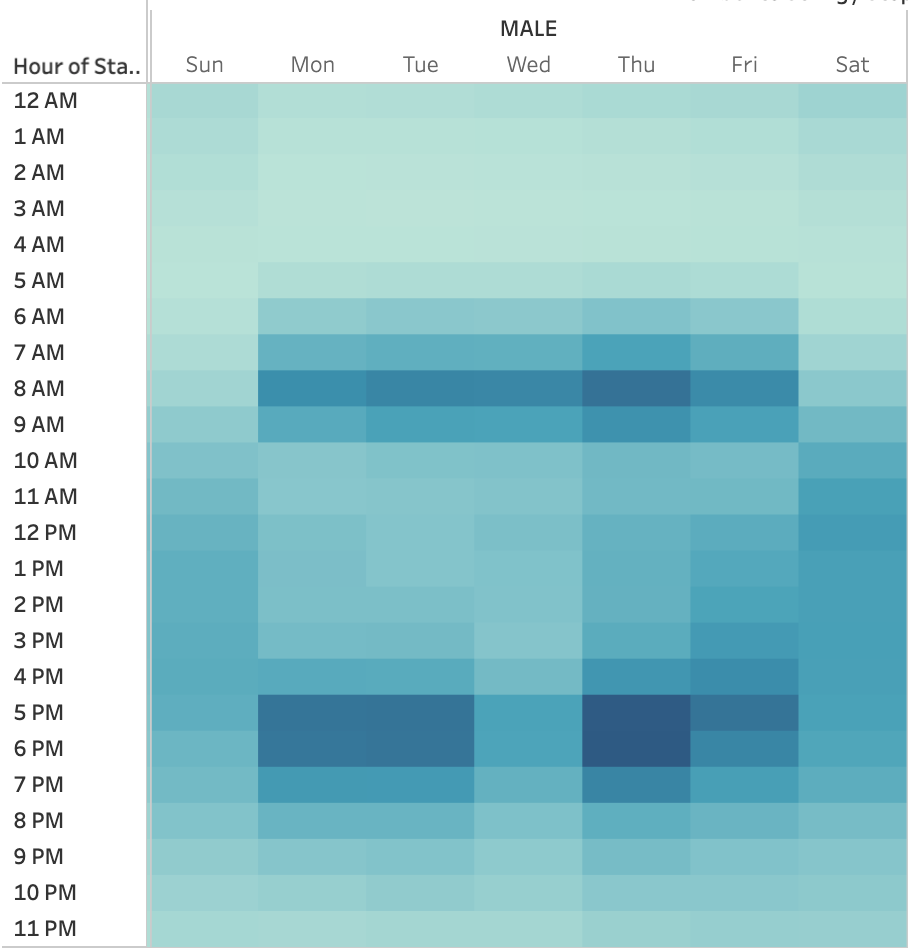 MALE
Hour of Sta.. Sun Mon Tue Wed Thu Fri Sat
12 AM
1 AM
2 AM
3 AM
4 AM
5 AM
6 AM
7 AM
8 AM
9 AM
10 AM
11 AM
12 PM
1 PM
2 PM
3 PM
4 PM
5 PM
6 PM
7 PM
8 PM
9 PM
10 PM
11 PM